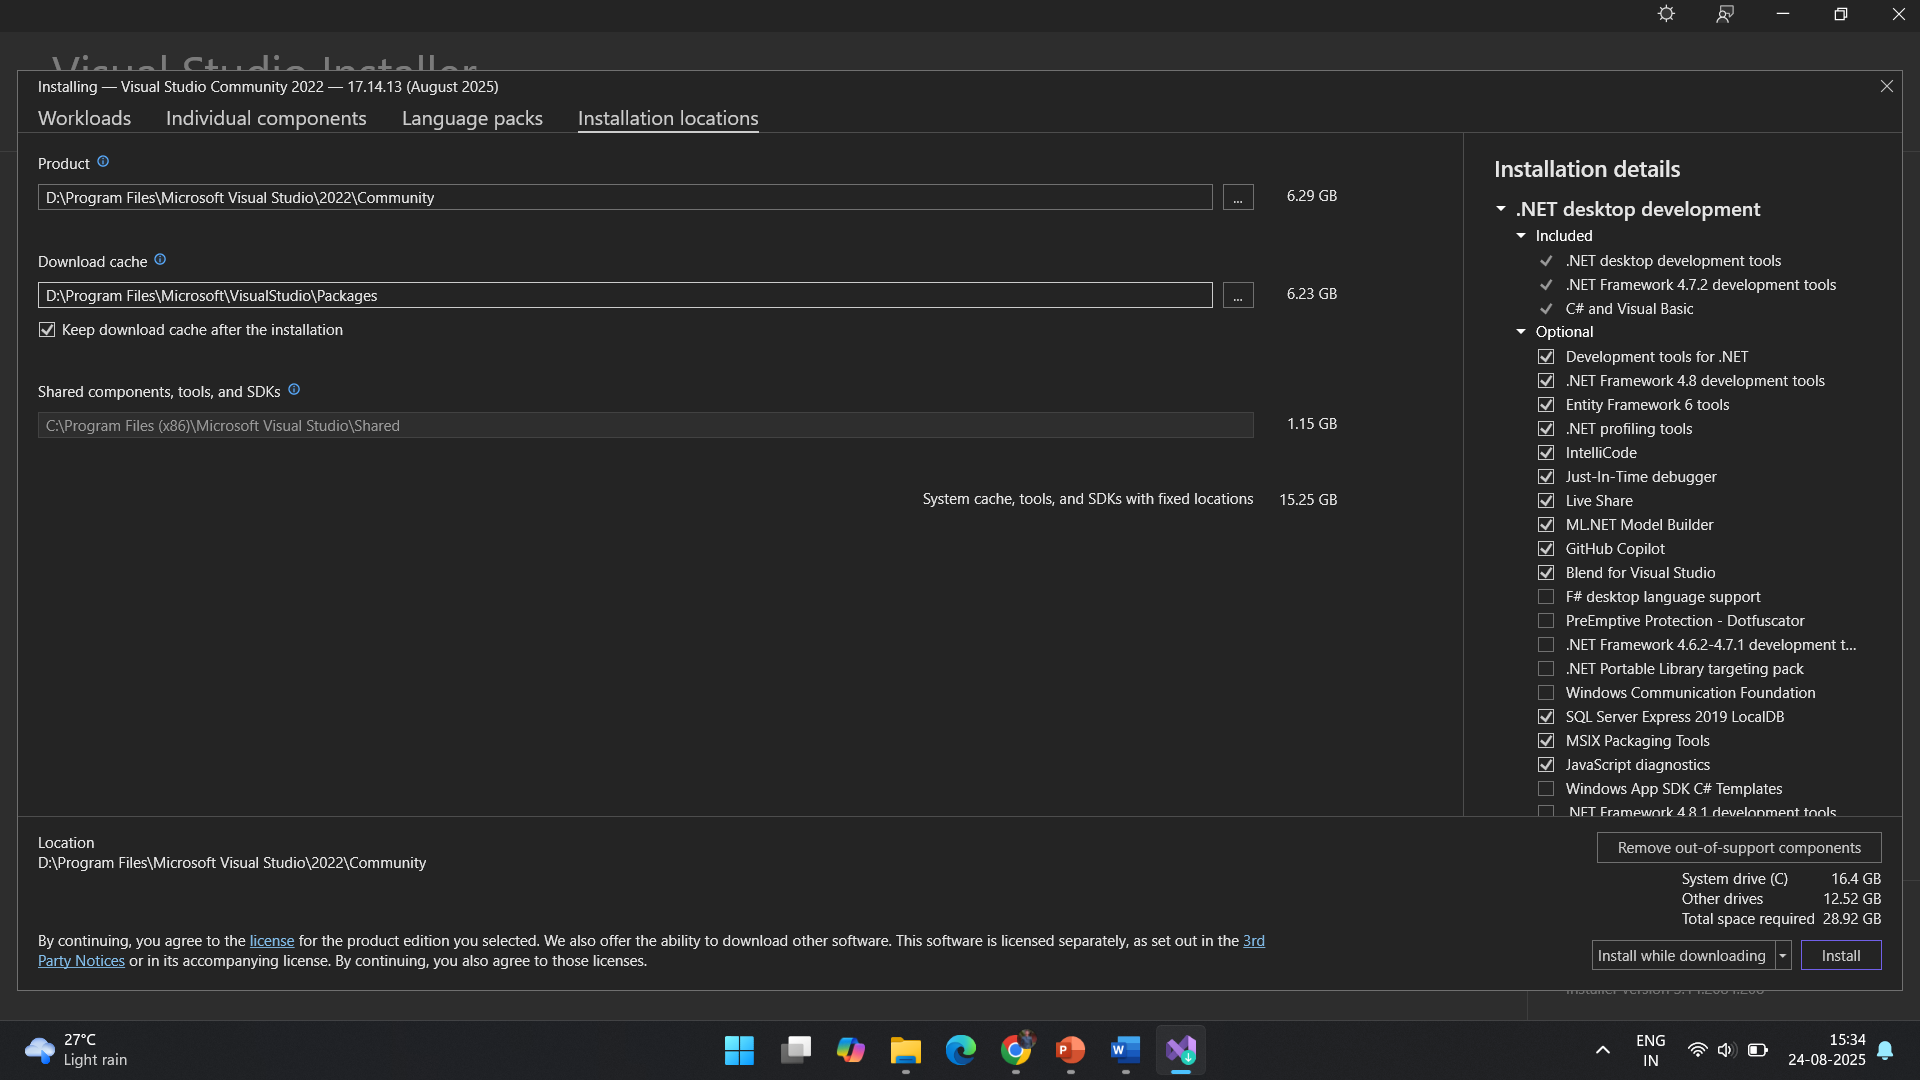 Visual Studio Installer
Installing — Visual Studio Community 2022 — 17.14.13 (August 2025)
Workloads
Individual components
Language packs
Installation locations
Product
D:\Program Files\Microsoft Visual Studio\2022\Community
...
6.29 GB
Download cache
D:\Program Files\Microsoft\VisualStudio\Packages
...
6.23 GB
Keep download cache after the installation
Shared components, tools, and SDKs
C:\Program Files (x86)\Microsoft Visual Studio\Shared
1.15 GB
System cache, tools, and SDKs with fixed locations
15.25 GB
Installation details
.NET desktop development
Included
.NET desktop development tools
.NET Framework 4.7.2 development tools
C# and Visual Basic
Optional
Development tools for .NET
.NET Framework 4.8 development tools
Entity Framework 6 tools
.NET profiling tools
IntelliCode
Just-In-Time debugger
Live Share
ML.NET Model Builder
GitHub Copilot
Blend for Visual Studio
F# desktop language support
PreEmptive Protection - Dotfuscator
.NET Framework 4.6.2-4.7.1 development t...
.NET Portable Library targeting pack
Windows Communication Foundation
SQL Server Express 2019 LocalDB
MSIX Packaging Tools
JavaScript diagnostics
Windows App SDK C# Templates
.NET Framework 4.8.1 development tools
Location
D:\Program Files\Microsoft Visual Studio\2022\Community
Remove out-of-support components
System drive (C) 16.4 GB
Other drives 12.52 GB
Total space required 28.92 GB
By continuing, you agree to the license for the product edition you selected. We also offer the ability to download other software. This software is licensed separately, as set out in the 3rd
Party Notices or in its accompanying license. By continuing, you also agree to those licenses.
Install while downloading
Install
Installer version
27°C
Light rain
P
W
ENG
IN
15:34
24-08-2025